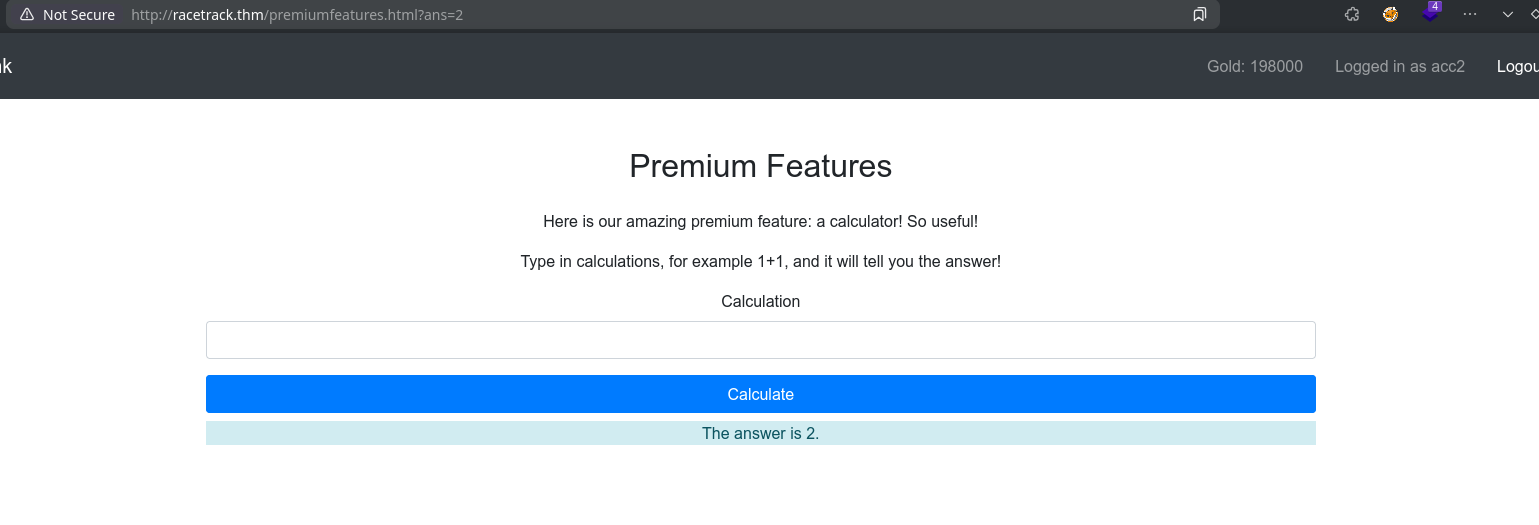 Not Secure http://racetrack.thm/premiumfeatures.html?ans=2 4
Gold: 198000 Logged in as acc2
Premium Features
Here is our amazing premium feature: a calculator! So useful!
Type in calculations, for example 1+1, and it will tell you the answer!
Calculation
Calculate
The answer is 2.